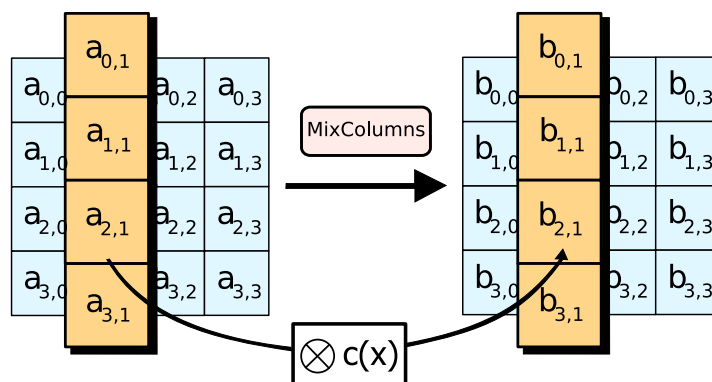 a0,0 a0,1 a0,2 a0,3
a1,0 a1,1 a1,2 a1,3
a2,0 a2,1 a2,2 a2,3
a3,0 a3,1 a3,2 a3,3
MixColumns
b0,0 b0,1 b0,2 b0,3
b1,0 b1,1 b1,2 b1,3
b2,0 b2,1 b2,2 b2,3
b3,0 b3,1 b3,2 b3,3
⊗ c(x)